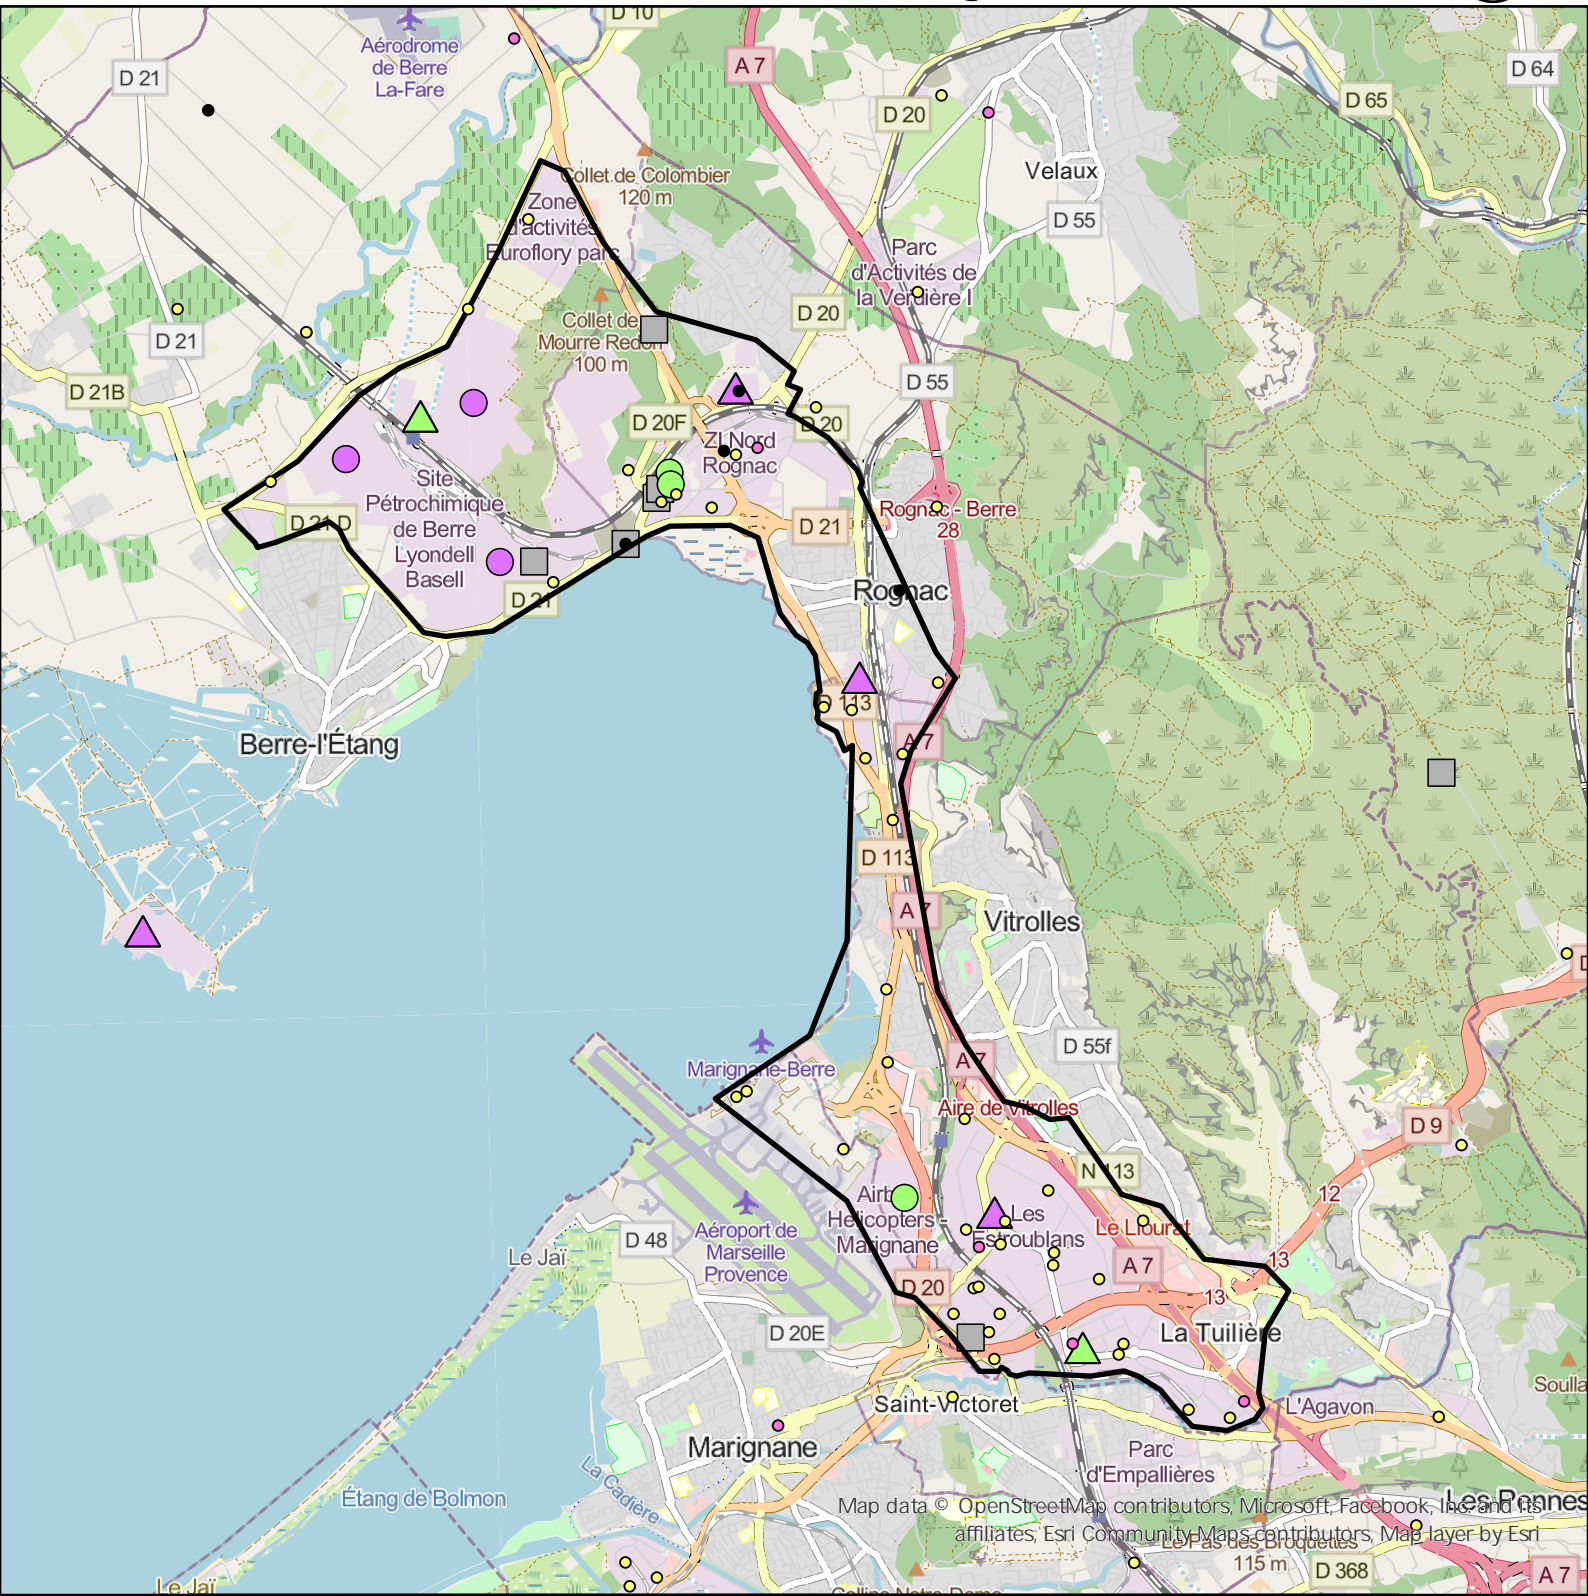 D 10
Aérodrome
de Berre
La-Fare
D 21
A 7
D 64
D 65
D 20
Velaux
Collet de Colombier
120 m
Zone
d'activités
Euroflory parc
D 55
Parc
d'Activités de
la Verdière I
D 20
Collet de
Mourre Redon
100 m
D 21
D 55
D 21B
D 20F
D 20
ZI Nord
Rognac
Site
Pétrochimique
de Berre
Lyondell
Basell
D 21 D
D 21
Rognac - Berre
28
D 21
Rognac
D 113
A 7
Berre-l'Étang
D 113
A 7
Vitrolles
D 55f
A 7
Marignane-Berre
Aire de Vitrolles
D 9
N 113
12
Airbus
Helicopters -
Marignane
Les
Estroublans
Le Liourat
Aéroport de
Marseille
Provence
D 48
Le Jaï
A 7
13
D 20
13
D 20E
La Tuilière
Saint-Victoret
L'Agavon
Marignane
Parc
d'Empallières
La Cadière
Étang de Bolmon
Les Pennes
Map data © OpenStreetMap contributors, Microsoft, Facebook, Inc. and its
affiliates, Esri Community Maps contributors, Map layer by Esri
Le Pas des Broquettes
115 m
D 368
A 7
Le Jaï